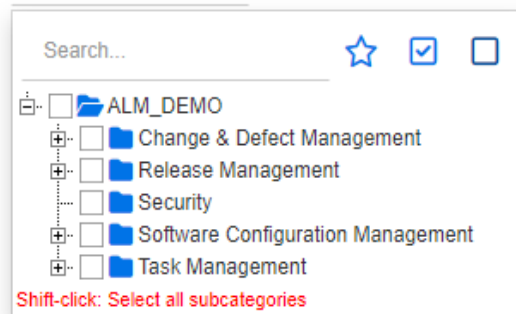 Search...
ALM_DEMO
Change & Defect Management
Release Management
Security
Software Configuration Management
Task Management
Shift-click: Select all subcategories